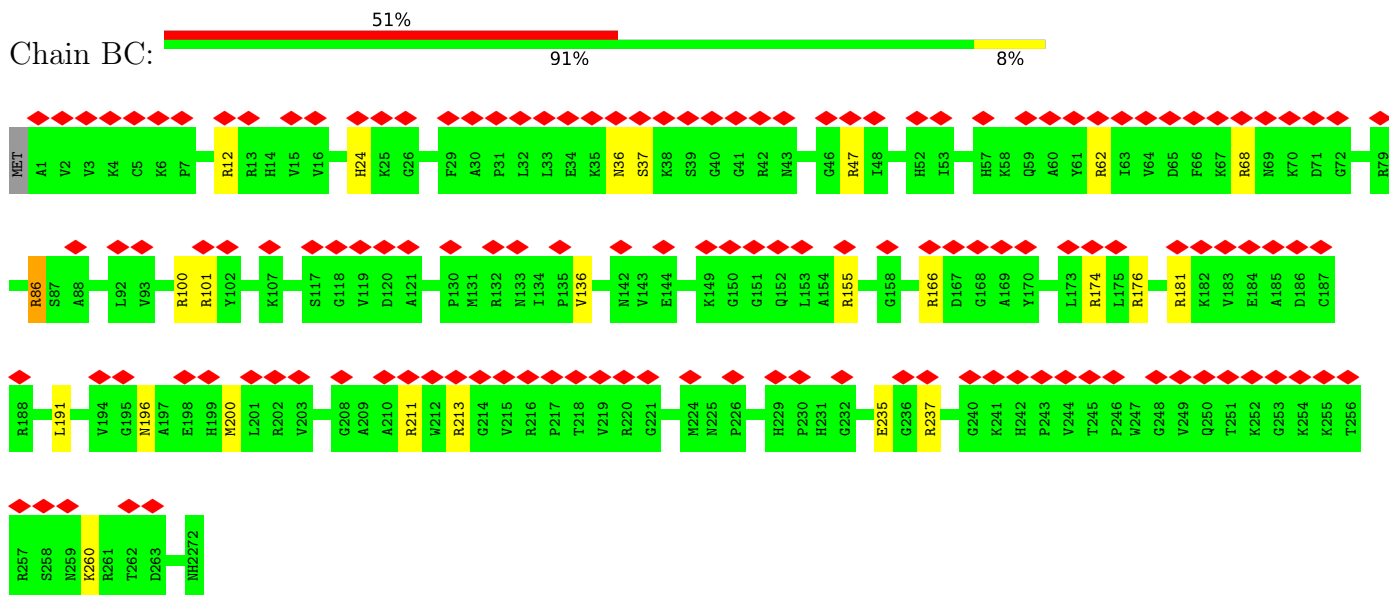 51%
Chain BC:
91% 8%
MET A1 V2 V3 K4 C5 K6 P7 R12 R13 H14 V15 V16 H24 K25 G26 F29 A30 P31 L32 L33 E34 K35 N36 S37 K38 S39 G40 G41 R42 N43 G46 R47 I48 H52 I53 H57 K58 Q59 A60 Y61 R62 I63 V64 D65 F66 K67 R68 N69 K70 D71 G72 R79
R86 S87 A88 L92 V93 R100 R101 Y102 K107 S117 G118 V119 D120 A121 P130 M131 R132 N133 I134 P135 V136 N142 V143 E144 K149 G150 G151 Q152 L153 A154 R155 G158 R166 D167 G168 A169 Y170 L173 R174 L175 R176 R181 K182 V183 E184 A185 D186 C187
R188 L191 V194 G195 N196 A197 E198 H199 M200 L201 R202 V203 G208 A209 A210 R211 W212 R213 G214 V215 R216 P217 T218 V219 R220 G221 M224 N225 P226 H229 P230 H231 G232 E235 G236 R237 G240 K241 H242 P243 V244 T245 P246 W247 G248 V249 Q250 T251 K252 G253 K254 K255 T256
R257 S258 N259 K260 R261 T262 D263 NH2272